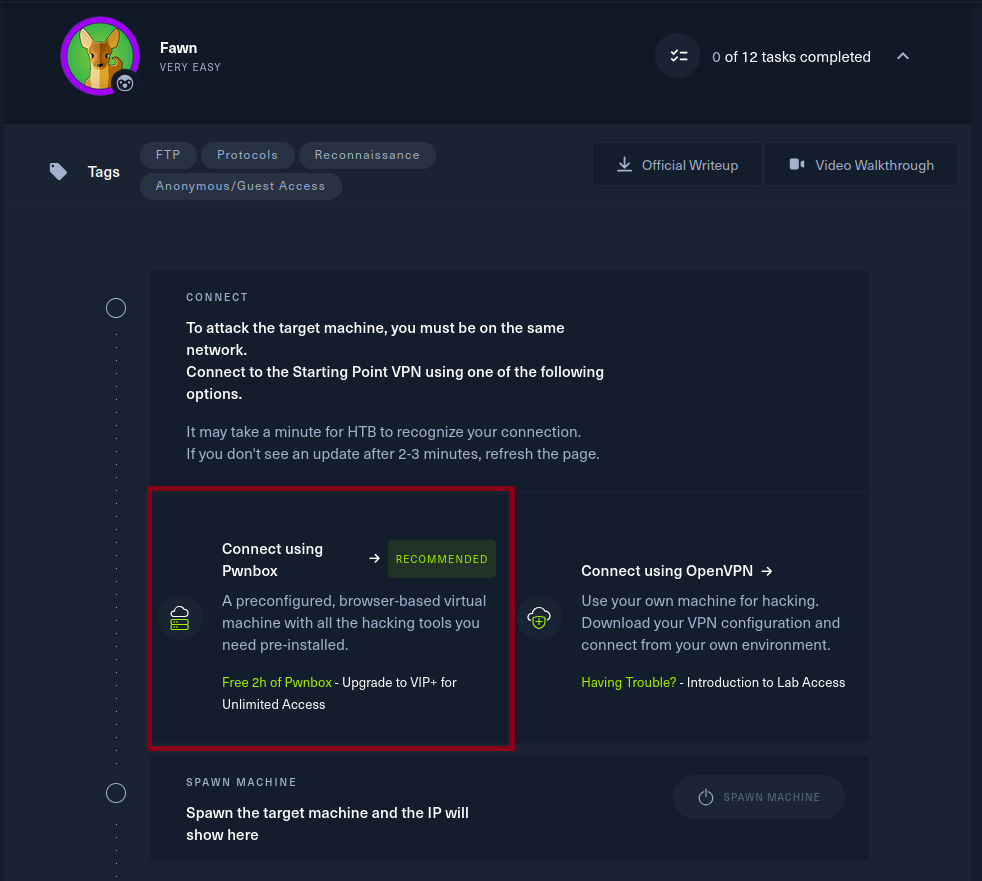 Fawn
VERY EASY
0 of 12 tasks completed
Tags
FTP
Protocols
Reconnaissance
Anonymous/Guest Access
Official Writeup
Video Walkthrough
CONNECT
To attack the target machine, you must be on the same
network.
Connect to the Starting Point VPN using one of the following
options.
It may take a minute for HTB to recognize your connection.
If you don't see an update after 2-3 minutes, refresh the page.
Connect using
Pwnbox
RECOMMENDED
A preconfigured, browser-based virtual
machine with all the hacking tools you
need pre-installed.
Free 2h of Pwnbox - Upgrade to VIP+ for
Unlimited Access
Connect using OpenVPN
Use your own machine for hacking.
Download your VPN configuration and
connect from your own environment.
Having Trouble? - Introduction to Lab Access
SPAWN MACHINE
Spawn the target machine and the IP will
show here
SPAWN MACHINE